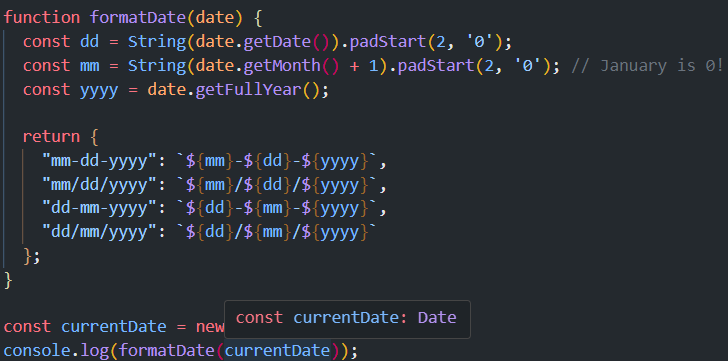 function formatDate(date) {
  const dd = String(date.getDate()).padStart(2, '0');
  const mm = String(date.getMonth() + 1).padStart(2, '0'); // January is 0!
  const yyyy = date.getFullYear();

  return {
    "mm-dd-yyyy": `${mm}-${dd}-${yyyy}`,
    "mm/dd/yyyy": `${mm}/${dd}/${yyyy}`,
    "dd-mm-yyyy": `${dd}-${mm}-${yyyy}`,
    "dd/mm/yyyy": `${dd}/${mm}/${yyyy}`
  };
}

const currentDate = new
const currentDate: Date
console.log(formatDate(currentDate));